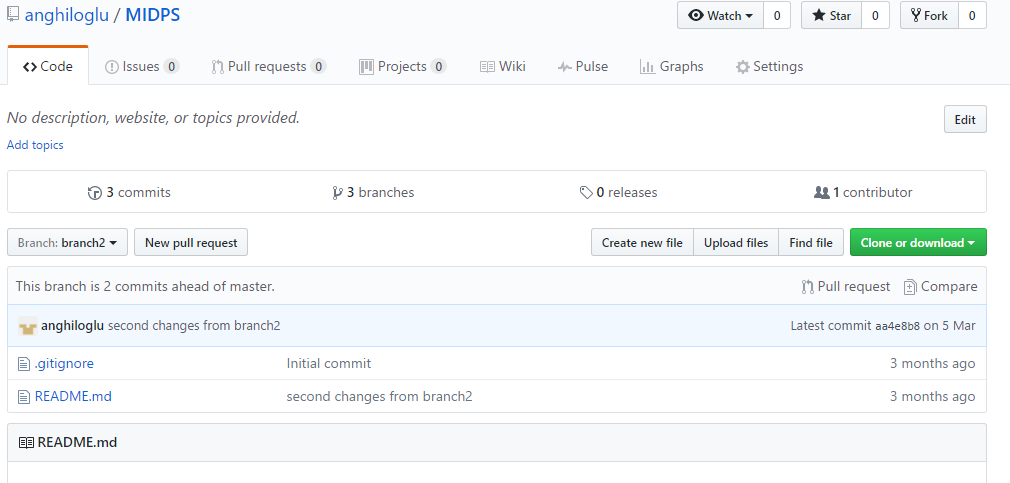 anghiloglu / MIDPS
Watch 0 Star 0 Fork 0
Code Issues 0 Pull requests 0 Projects 0 Wiki Pulse Graphs Settings
No description, website, or topics provided.
Edit
Add topics
3 commits 3 branches 0 releases 1 contributor
Branch: branch2 New pull request Create new file Upload files Find file Clone or download
This branch is 2 commits ahead of master. Pull request Compare
anghiloglu second changes from branch2 Latest commit aa4e8b8 on 5 Mar
.gitignore Initial commit 3 months ago
README.md second changes from branch2 3 months ago
README.md